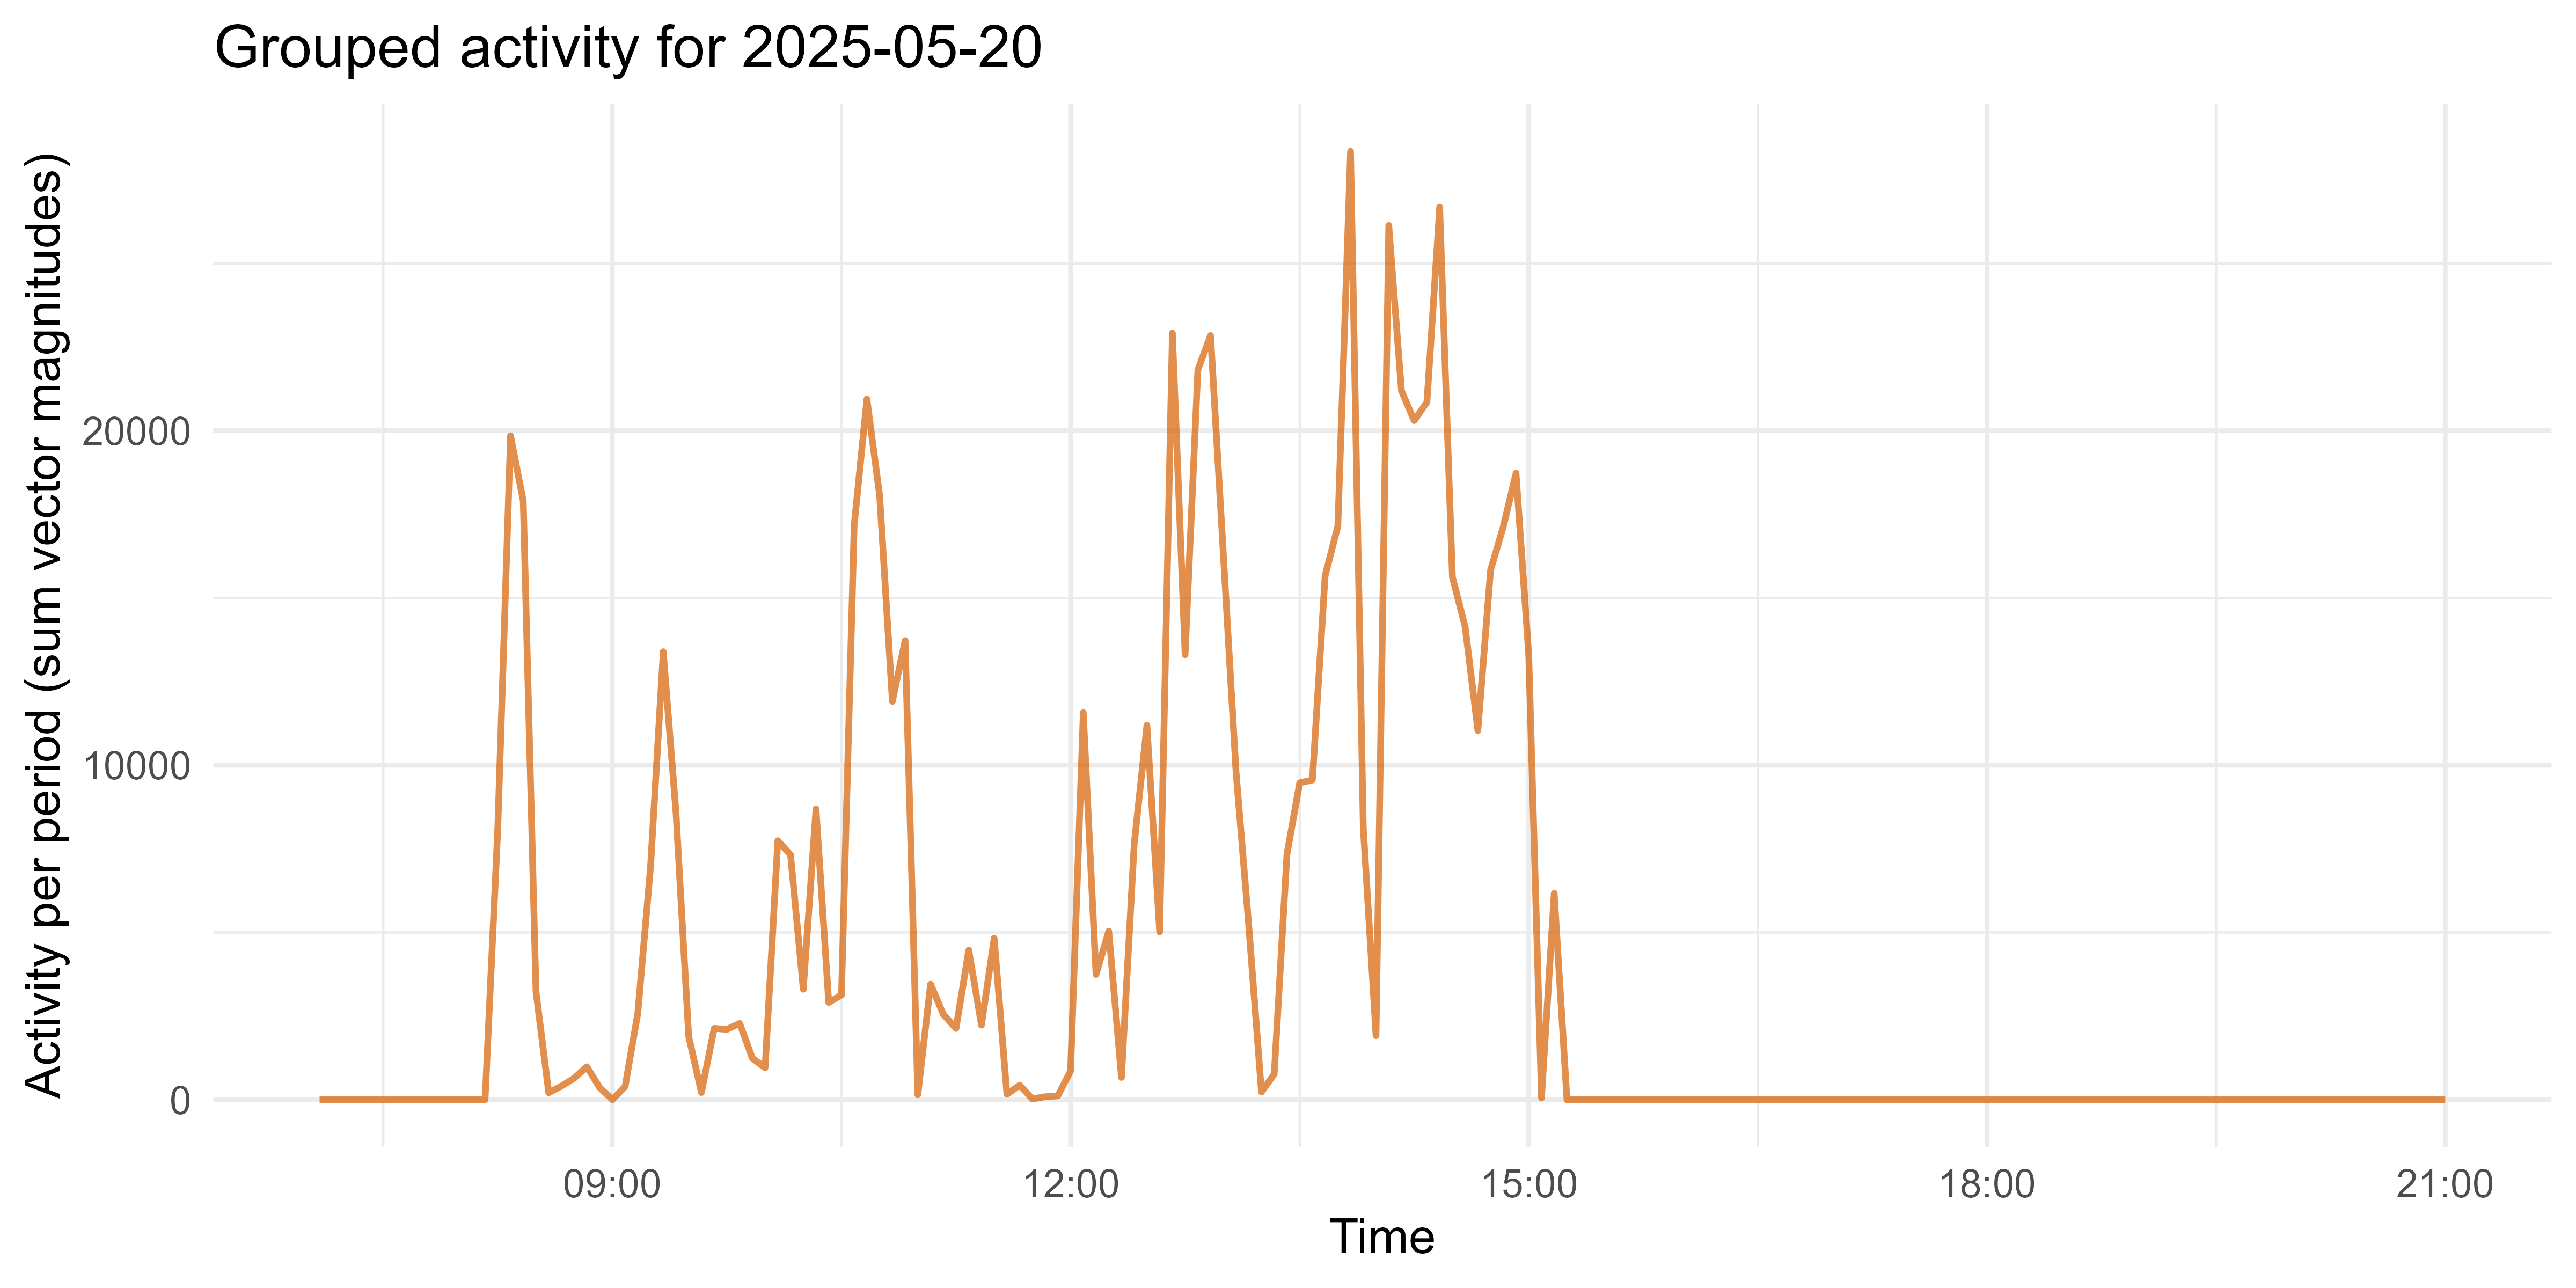 Grouped activity for 2025-05-20
Activity per period (sum vector magnitudes)
20000
10000
0
09:00 12:00 15:00 18:00 21:00
Time